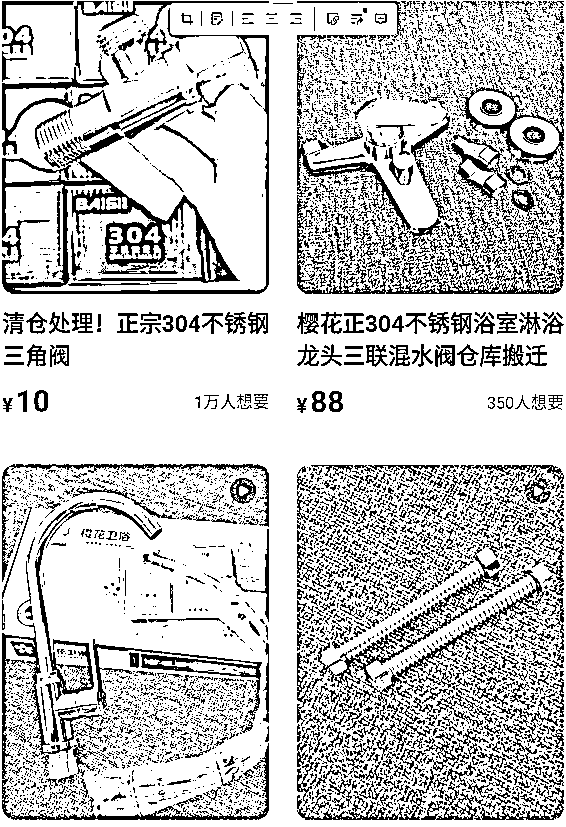 304
BAISII
304
清仓处理！正宗304不锈钢
三角阀
¥10
1万人想要
樱花正304不锈钢浴室淋浴
龙头三联混水阀仓库搬迁
¥88
350人想要
樱花卫浴